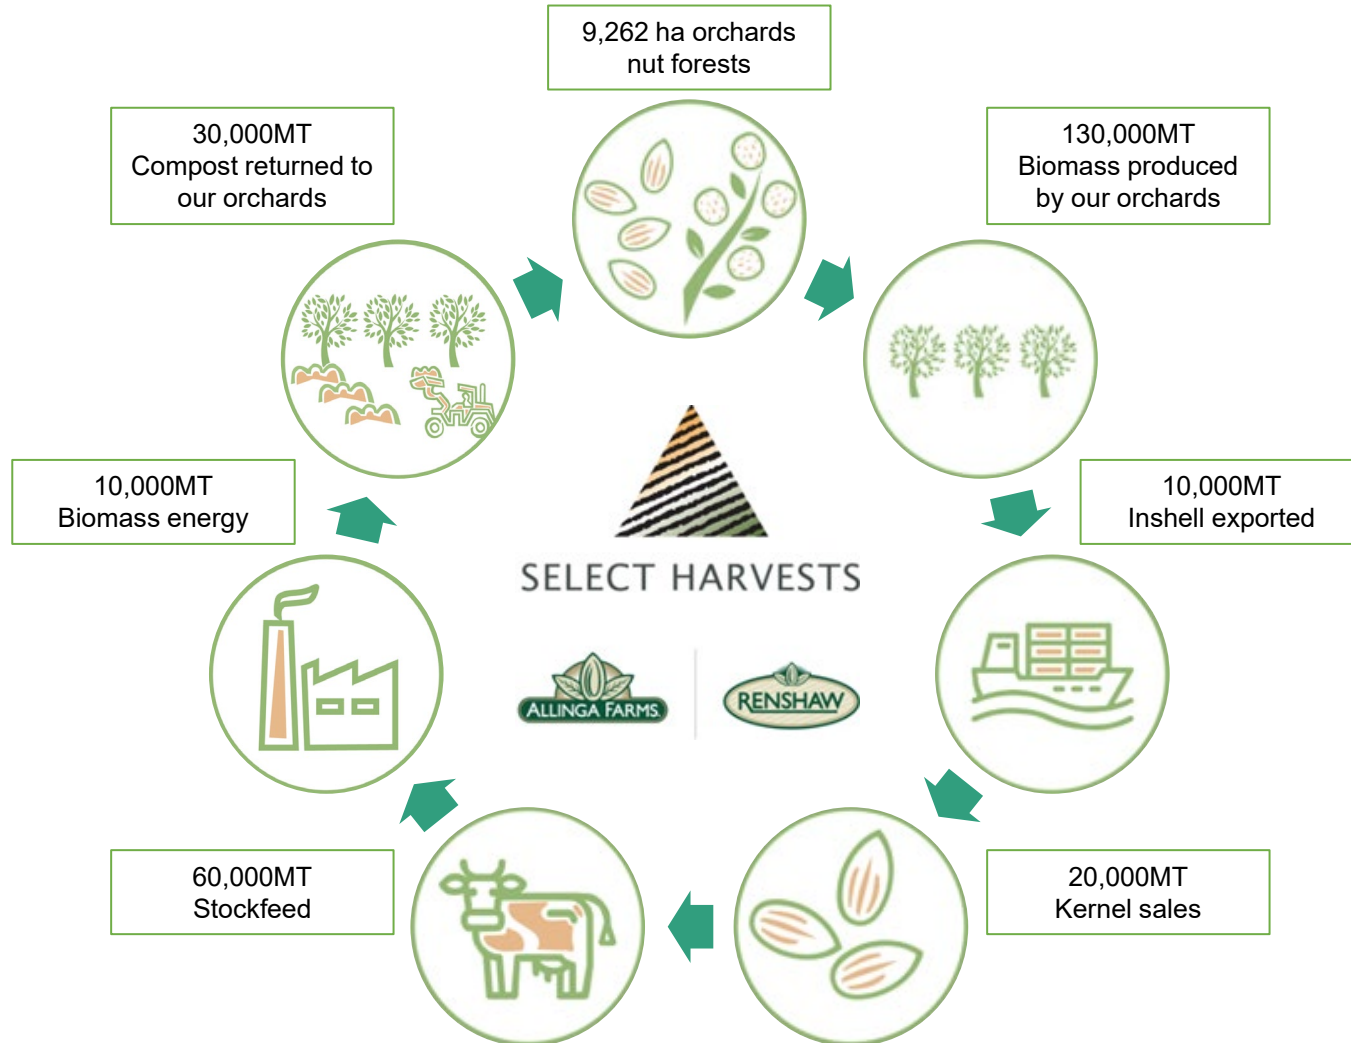 9,262 ha orchards
nut forests
30,000MT
Compost returned to
our orchards
130,000MT
Biomass produced
by our orchards
10,000MT
Biomass energy
10,000MT
Inshell exported
SELECT HARVESTS
ALLINGA FARMS
RENSHAW
60,000MT
Stockfeed
20,000MT
Kernel sales